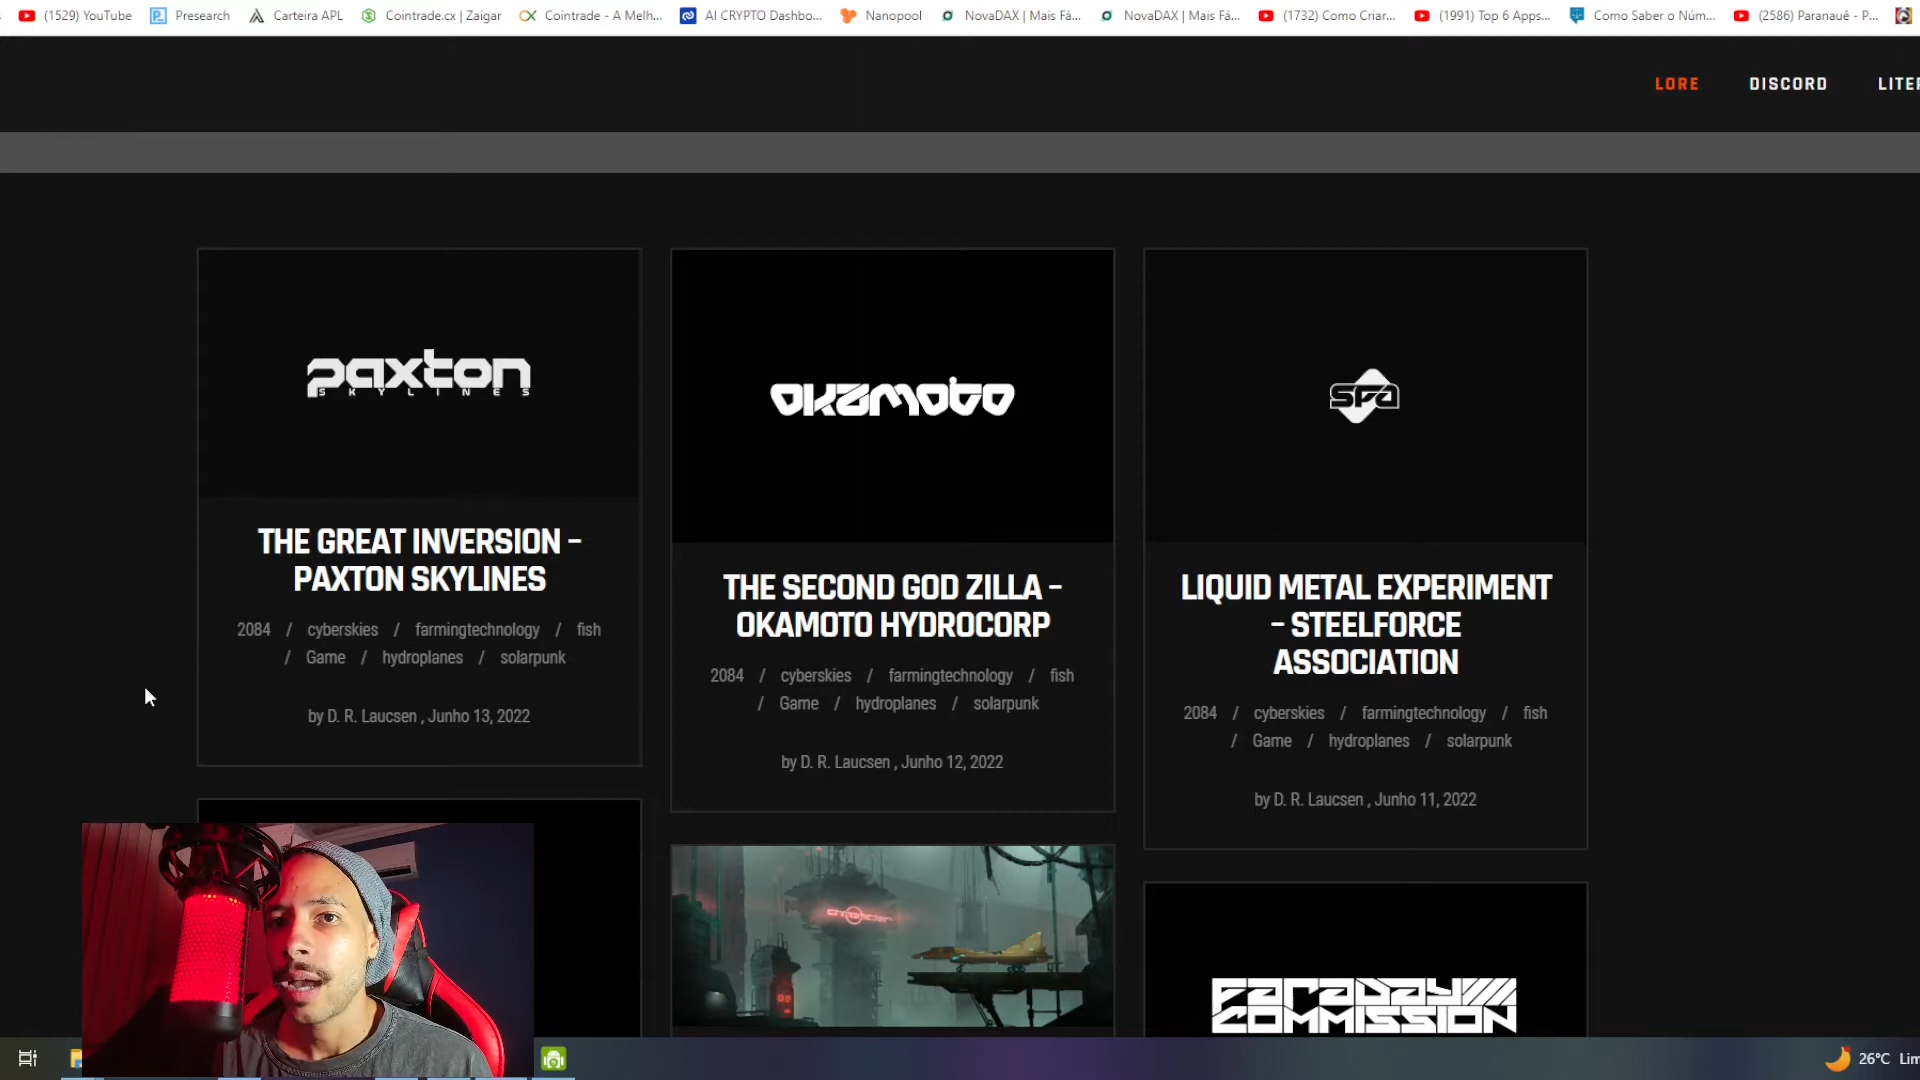 (1529) YouTube
Presearch
Carteira APL
Cointrade.cx | Zaigar
Cointrade - A Melh...
AI CRYPTO Dashbo...
Nanopool
NovaDAX | Mais Fá...
NovaDAX | Mais Fá...
(1732) Como Criar...
(1991) Top 6 Apps...
Como Saber o Núm...
(2586) Paranauê - P...
LORE
DISCORD
LITE
paxton
SKYLINES
THE GREAT INVERSION –
PAXTON SKYLINES
2084 / cyberskies / farmingtechnology / fish
/ Game / hydroplanes / solarpunk
by D. R. Laucsen , Junho 13, 2022
okamoto
THE SECOND GOD ZILLA –
OKAMOTO HYDROCORP
2084 / cyberskies / farmingtechnology / fish
/ Game / hydroplanes / solarpunk
by D. R. Laucsen , Junho 12, 2022
sfa
LIQUID METAL EXPERIMENT
– STEELFORCE
ASSOCIATION
2084 / cyberskies / farmingtechnology / fish
/ Game / hydroplanes / solarpunk
by D. R. Laucsen , Junho 11, 2022
Faraday
COMMISSION
26°C Lim